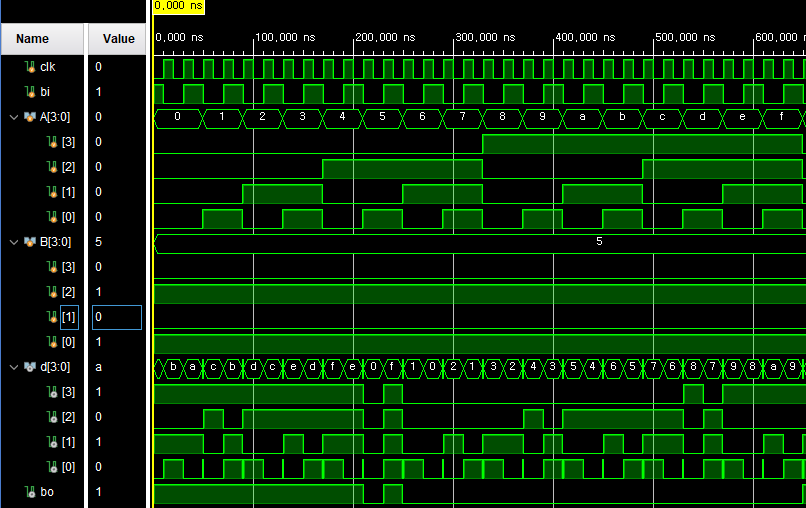 0,000 ns
Name Value 0,000 ns 100,000 ns 200,000 ns 300,000 ns 400,000 ns 500,000 ns 600,000
clk 0
bi 1
A[3:0] 0 0 1 2 3 4 5 6 7 8 9 a b c d e f
[3] 0
[2] 0
[1] 0
[0] 0
B[3:0] 5 5
[3] 0
[2] 1
[1] 0
[0] 1
d[3:0] a b a c b d c e d f e 0 f 1 0 2 1 3 2 4 3 5 4 6 5 7 6 8 7 9 8 a 9
[3] 1
[2] 0
[1] 1
[0] 0
bo 1